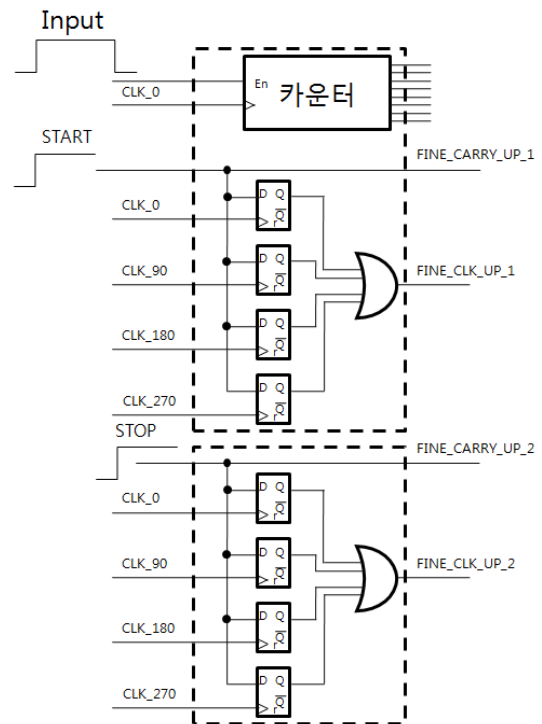 Input
En
CLK_0
카운터
START
FINE_CARRY_UP_1
CLK_0
D Q
Q
r
CLK_90
D Q
Q
r
FINE_CLK_UP_1
CLK_180
D Q
Q
r
CLK_270
D Q
Q
r
STOP
FINE_CARRY_UP_2
CLK_0
D Q
Q
r
CLK_90
D Q
Q
r
FINE_CLK_UP_2
CLK_180
D Q
Q
r
CLK_270
D Q
Q
r